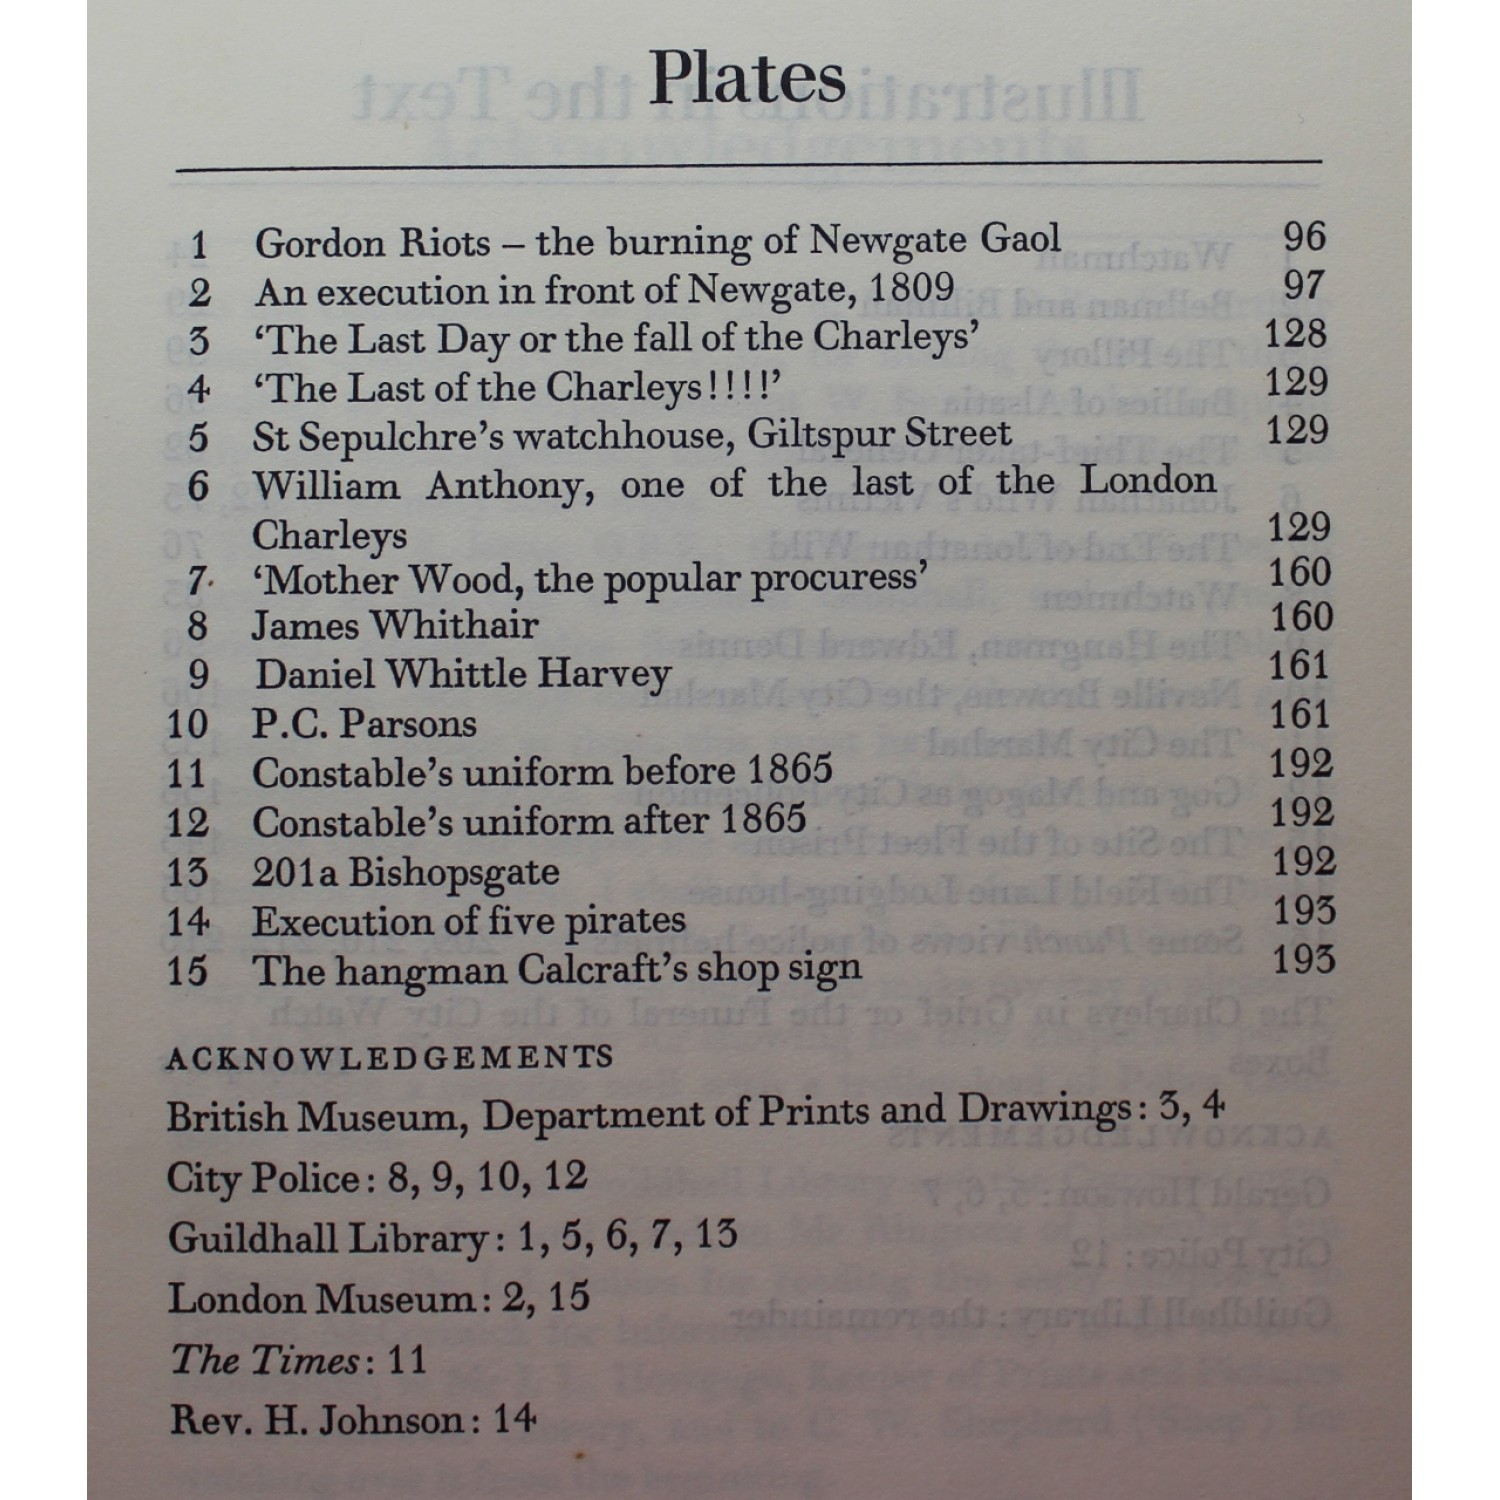 Plates
1 Gordon Riots – the burning of Newgate Gaol 96
2 An execution in front of Newgate, 1809 97
3 ‘The Last Day or the fall of the Charleys’ 128
4 ‘The Last of the Charleys!!!!’ 129
5 St Sepulchre’s watchhouse, Giltspur Street 129
6 William Anthony, one of the last of the London
Charleys 129
7 ‘Mother Wood, the popular procuress’ 160
8 James Whithair 160
9 Daniel Whittle Harvey 161
10 P.C. Parsons 161
11 Constable’s uniform before 1865 192
12 Constable’s uniform after 1865 192
13 201a Bishopsgate 192
14 Execution of five pirates 193
15 The hangman Calcraft’s shop sign 193
ACKNOWLEDGEMENTS
British Museum, Department of Prints and Drawings: 3, 4
City Police: 8, 9, 10, 12
Guildhall Library: 1, 5, 6, 7, 13
London Museum: 2, 15
The Times: 11
Rev. H. Johnson: 14